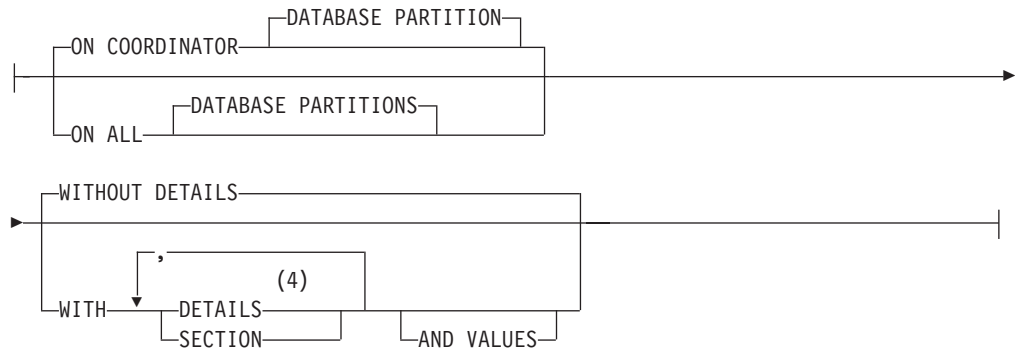 DATABASE PARTITION
ON COORDINATOR
DATABASE PARTITIONS
ON ALL
WITHOUT DETAILS
,
(4)
WITH DETAILS
SECTION AND VALUES